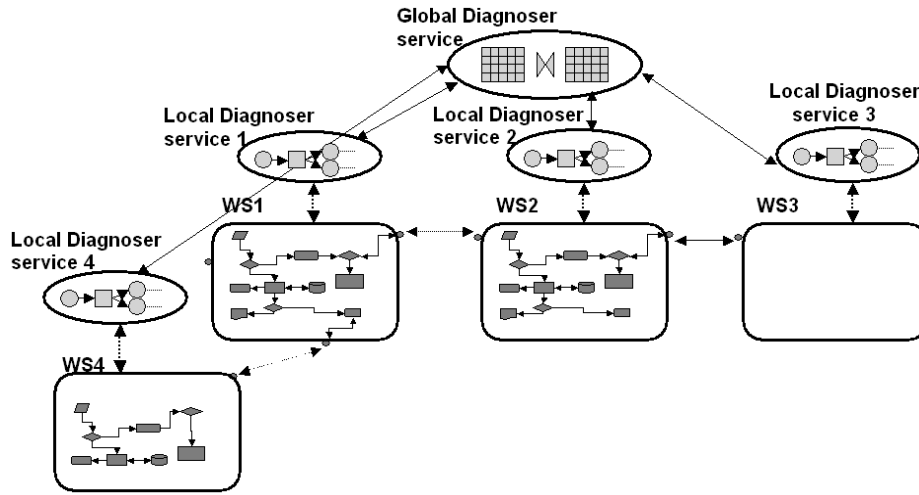 Global Diagnoser
service
Local Diagnoser
service 1
Local Diagnoser
service 2
Local Diagnoser
service 3
WS1
WS2
WS3
Local Diagnoser
service 4
WS4